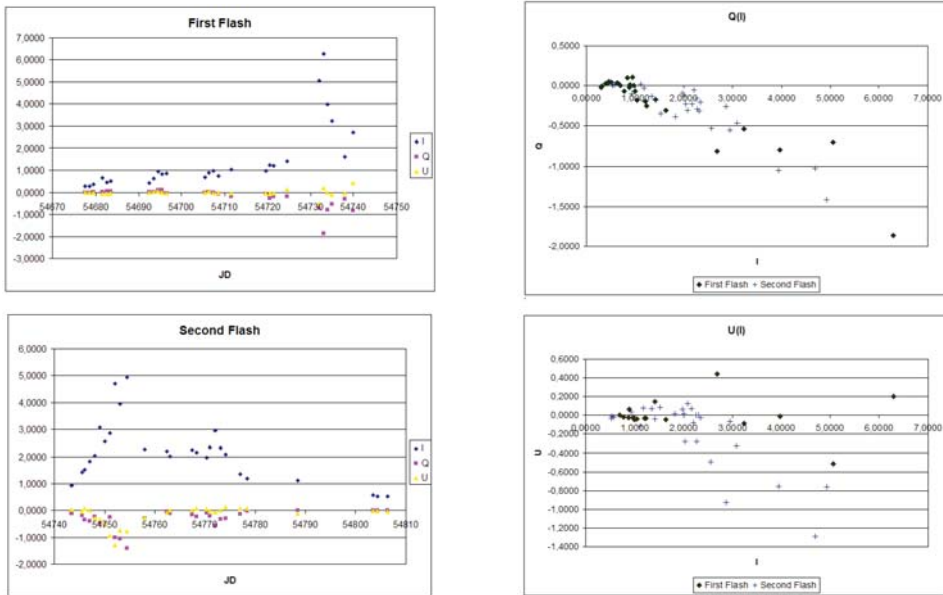 First Flash
7,0000
6,0000
5,0000
4,0000
3,0000
2,0000
1,0000
0,0000
-1,0000
-2,0000
-3,0000
54670 54680 54690 54700 54710 54720 54730 54740 54750
JD
I
Q
U
Q(I)
0,5000
0,0000
-0,5000
-1,0000
-1,5000
-2,0000
0,0000 1,0000 2,0000 3,0000 4,0000 5,0000 6,0000 7,0000
Q
I
First Flash Second Flash
Second Flash
6,0000
5,0000
4,0000
3,0000
2,0000
1,0000
0,0000
-1,0000
-2,0000
54740 54750 54760 54770 54780 54790 54800 54810
JD
I
Q
U
U(I)
0,6000
0,4000
0,2000
0,0000
-0,2000
-0,4000
-0,6000
-0,8000
-1,0000
-1,2000
-1,4000
0,0000 1,0000 2,0000 3,0000 4,0000 5,0000 6,0000 7,0000
U
I
First Flash Second Flash